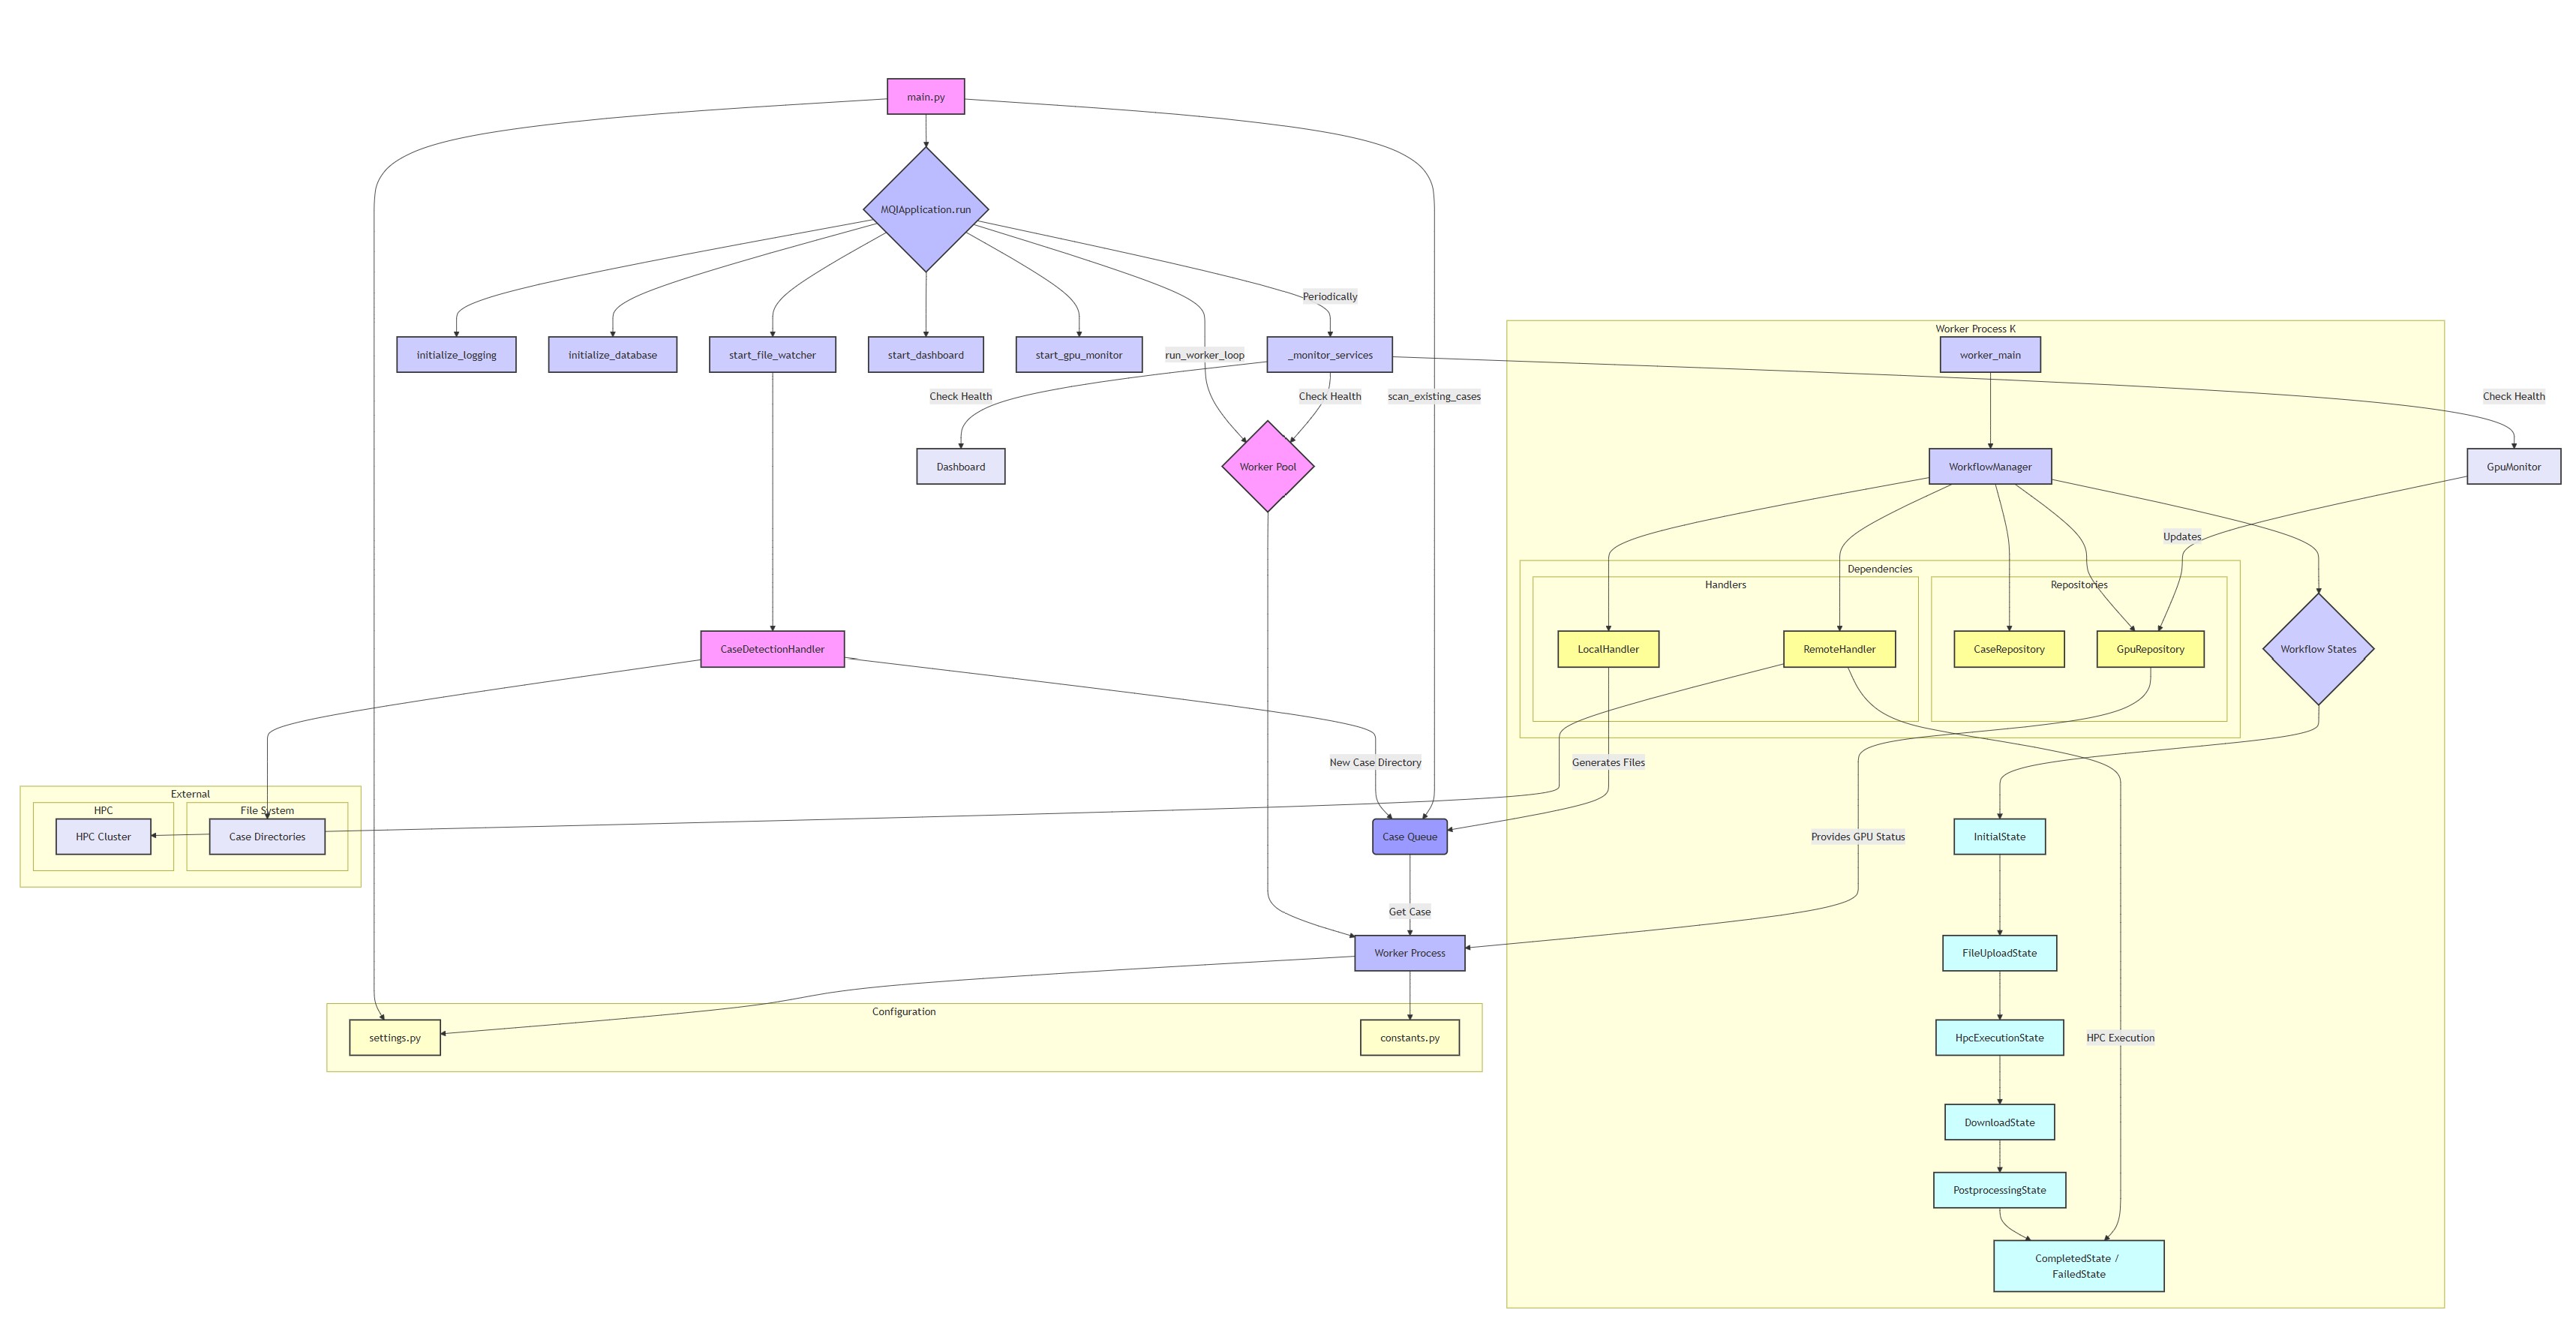 main.py
MQIApplication.run
Periodically
Worker Process K
initialize_logging
initialize_database
start_file_watcher
start_dashboard
start_gpu_monitor
run_worker_loop
_monitor_services
worker_main
Check Health
Check Health
scan_existing_cases
Check Health
Dashboard
Worker Pool
WorkflowManager
GpuMonitor
Updates
Dependencies
Handlers
Repositories
CaseDetectionHandler
LocalHandler
RemoteHandler
CaseRepository
GpuRepository
Workflow States
New Case Directory
Generates Files
External
HPC
File System
HPC Cluster
Case Directories
Case Queue
Provides GPU Status
InitialState
Get Case
Worker Process
FileUploadState
Configuration
settings.py
constants.py
HpcExecutionState
HPC Execution
DownloadState
PostprocessingState
CompletedState /
FailedState